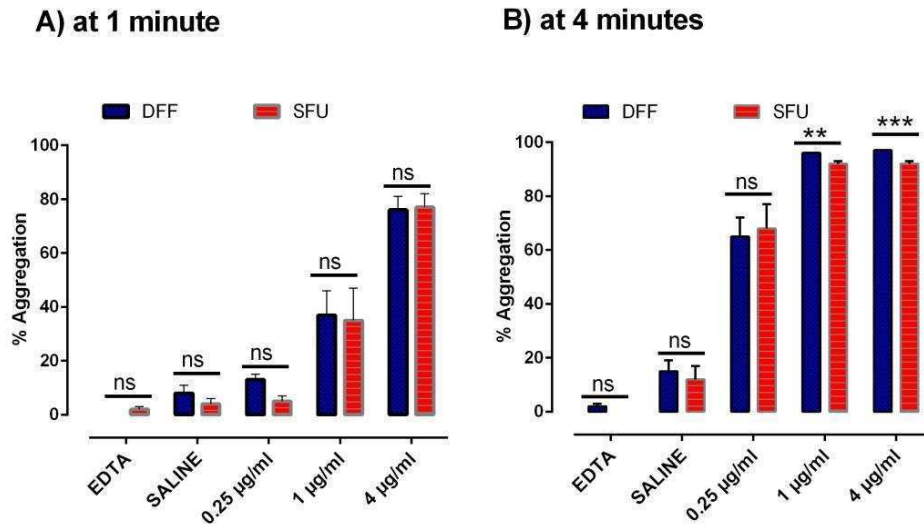 A) at 1 minute
DFF SFU
100
80
60
40
20
0
% Aggregation
ns
ns
ns
ns
ns
EDTA
SALINE
0.25 µg/ml
1 µg/ml
4 µg/ml
B) at 4 minutes
DFF SFU
100
80
60
40
20
0
% Aggregation
ns
ns
ns
**
***
EDTA
SALINE
0.25 µg/ml
1 µg/ml
4 µg/ml